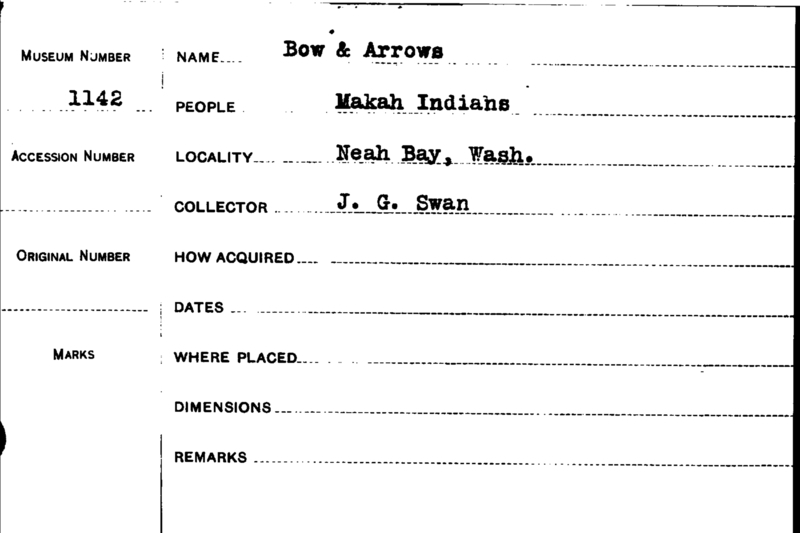 MUSEUM NUMBER
1142
ACCESSION NUMBER
ORIGINAL NUMBER
MARKS
NAME Bow & Arrows
PEOPLE Makah Indians
LOCALITY Neah Bay, Wash.
COLLECTOR J. G. Swan
HOW ACQUIRED
DATES
WHERE PLACED
DIMENSIONS
REMARKS